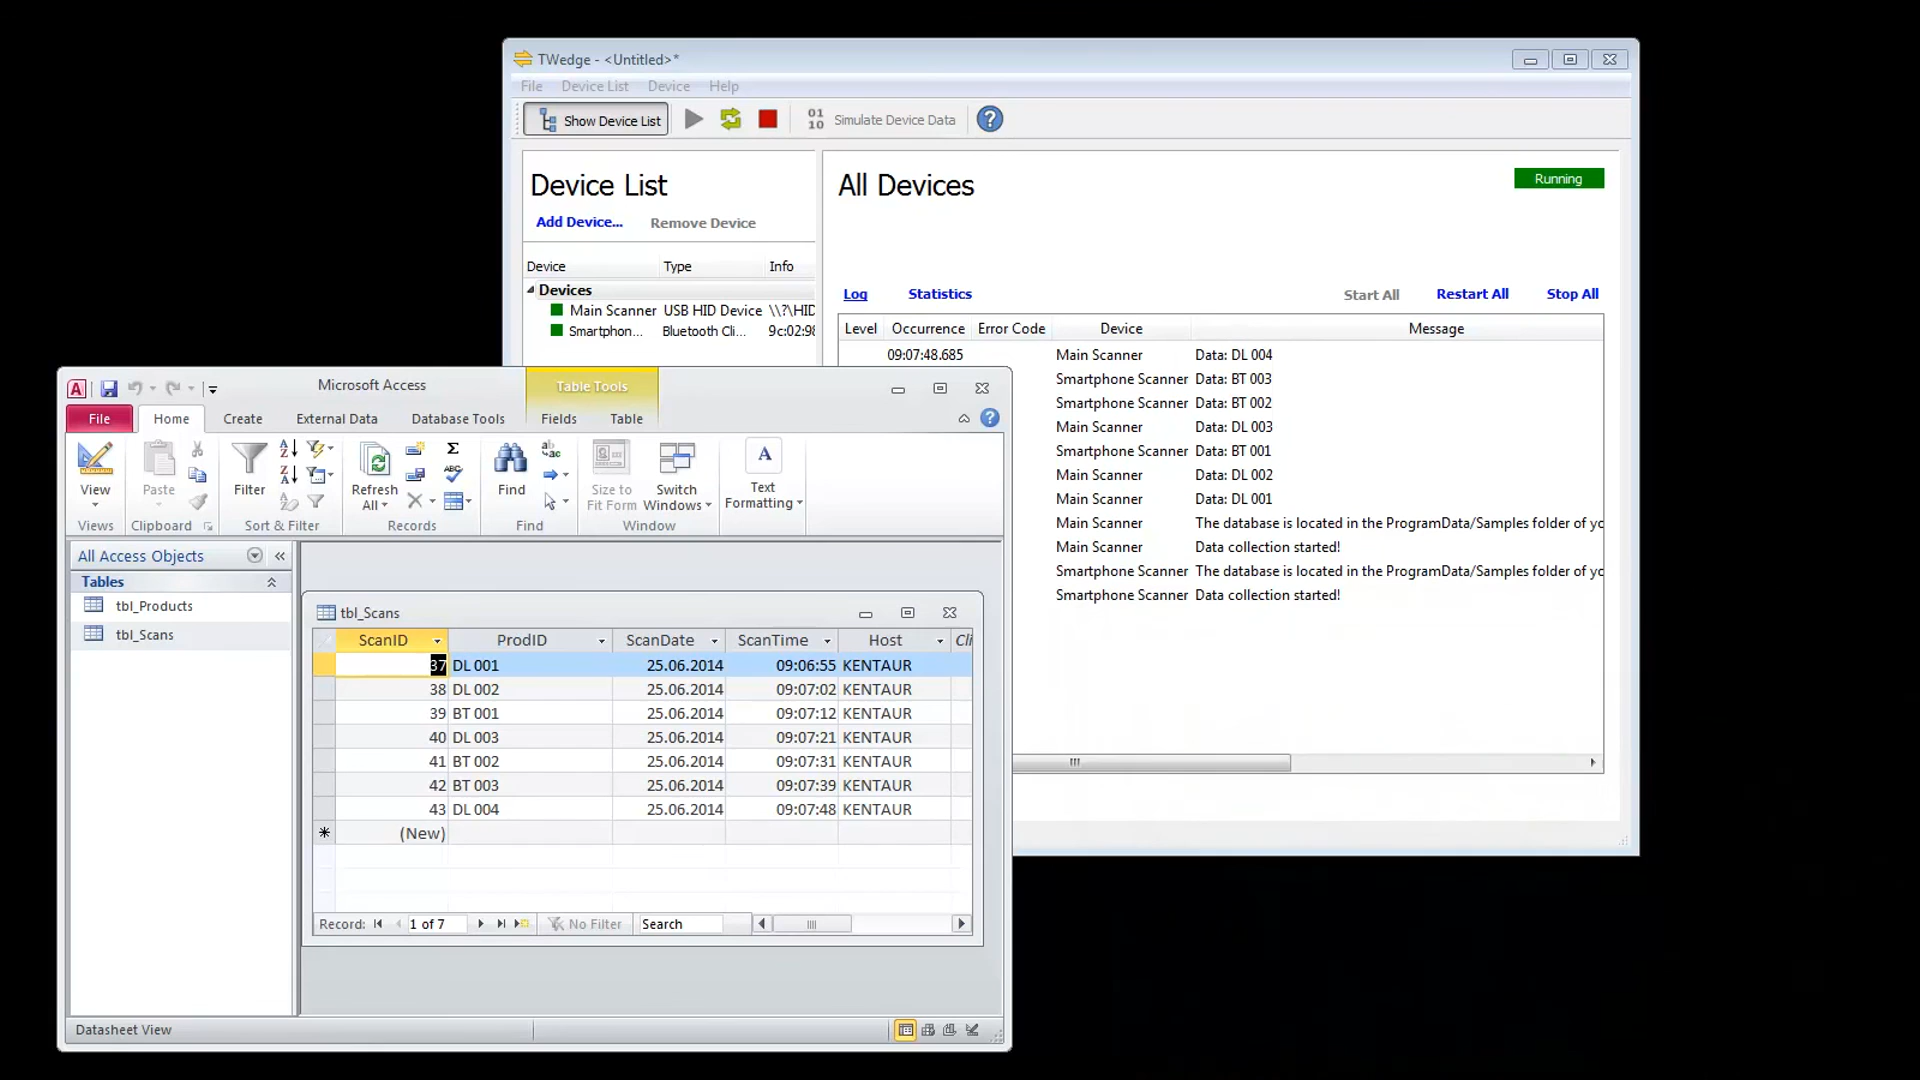 TWedge - <Untitled>*
File Device List Device Help
Show Device List
01
10
Simulate Device Data
?
Device List
Add Device... Remove Device
Device Type Info
Devices
Main Scanner USB HID Device \\?\HID
Smartphon... Bluetooth Cli... 9c:02:98
All Devices
Running
Log Statistics Start All Restart All Stop All
Level Occurrence Error Code Device Message
09:07:48.685 Main Scanner Data: DL 004
Smartphone Scanner Data: BT 003
Smartphone Scanner Data: BT 002
Main Scanner Data: DL 003
Smartphone Scanner Data: BT 001
Main Scanner Data: DL 002
Main Scanner Data: DL 001
Main Scanner The database is located in the ProgramData/Samples folder of yo
Main Scanner Data collection started!
Smartphone Scanner The database is located in the ProgramData/Samples folder of yo
Smartphone Scanner Data collection started!
Microsoft Access
Table Tools
File Home Create External Data Database Tools Fields Table
View
Views
Paste
Clipboard
Filter
Sort & Filter
Refresh
All
Records
Find
Find
Size to
Fit Form
Switch
Windows
Window
A
Text
Formatting
All Access Objects
Tables
tbl_Products
tbl_Scans
tbl_Scans
ScanID ProdID ScanDate ScanTime Host Cli
37 DL 001 25.06.2014 09:06:55 KENTAUR
38 DL 002 25.06.2014 09:07:02 KENTAUR
39 BT 001 25.06.2014 09:07:12 KENTAUR
40 DL 003 25.06.2014 09:07:21 KENTAUR
41 BT 002 25.06.2014 09:07:31 KENTAUR
42 BT 003 25.06.2014 09:07:39 KENTAUR
43 DL 004 25.06.2014 09:07:48 KENTAUR
(New)
Record: 1 of 7 No Filter Search
Datasheet View